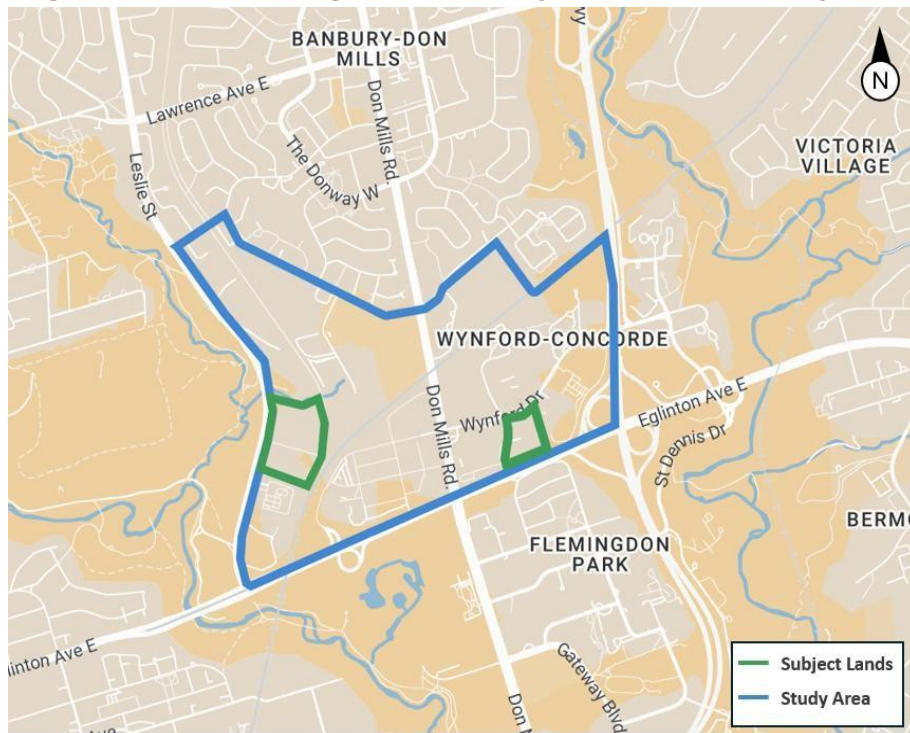 BANBURY-DON
MILLS
N
Lawrence Ave E
Don Mills Rd.
The Donway W
Leslie St
VICTORIA
VILLAGE
WYNFORD-CONCORDE
Wynford Dr
Don Mills Rd.
Eglinton Ave E
St Dennis Dr
FLEMINGDON
PARK
BERM
linton Ave E
Gateway Blvd
Don M
Subject Lands
Study Area